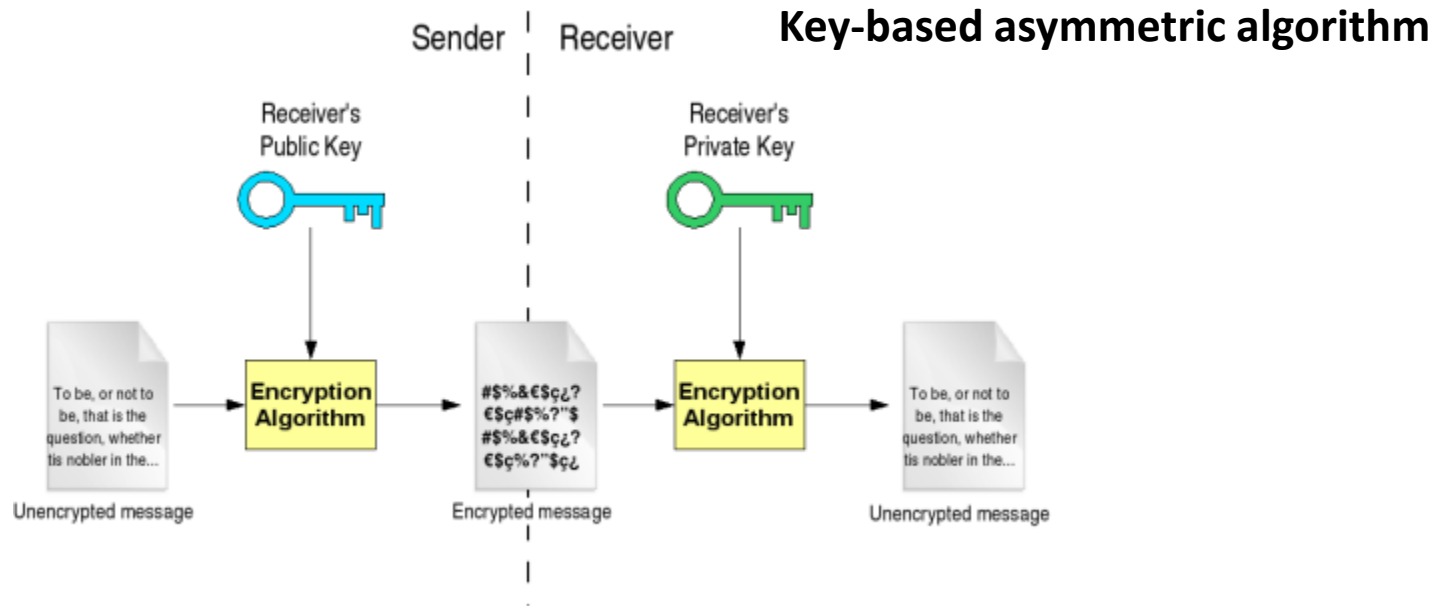 Key-based asymmetric algorithm
Sender
Receiver
Receiver's
Public Key
Receiver's
Private Key
To be, or not to
be, that is the
question, whether
tis nobler in the...
Unencrypted message
Encryption
Algorithm
#$%&€$ç¿?
€$ç#$%?"$
#$%&€$ç¿?
€$ç%?"$ç¿
Encrypted message
Encryption
Algorithm
To be, or not to
be, that is the
question, whether
tis nobler in the...
Unencrypted message